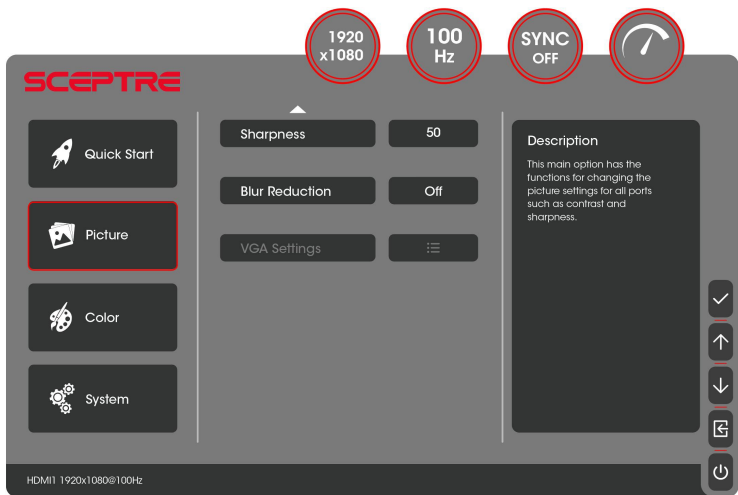 1920
x1080
100
Hz
SYNC
OFF
SCEPTRE
Quick Start
Picture
Color
System
Sharpness 50
Blur Reduction Off
VGA Settings
Description
This main option has the
functions for changing the
picture settings for all ports
such as contrast and
sharpness.
HDMI1 1920x1080@100Hz